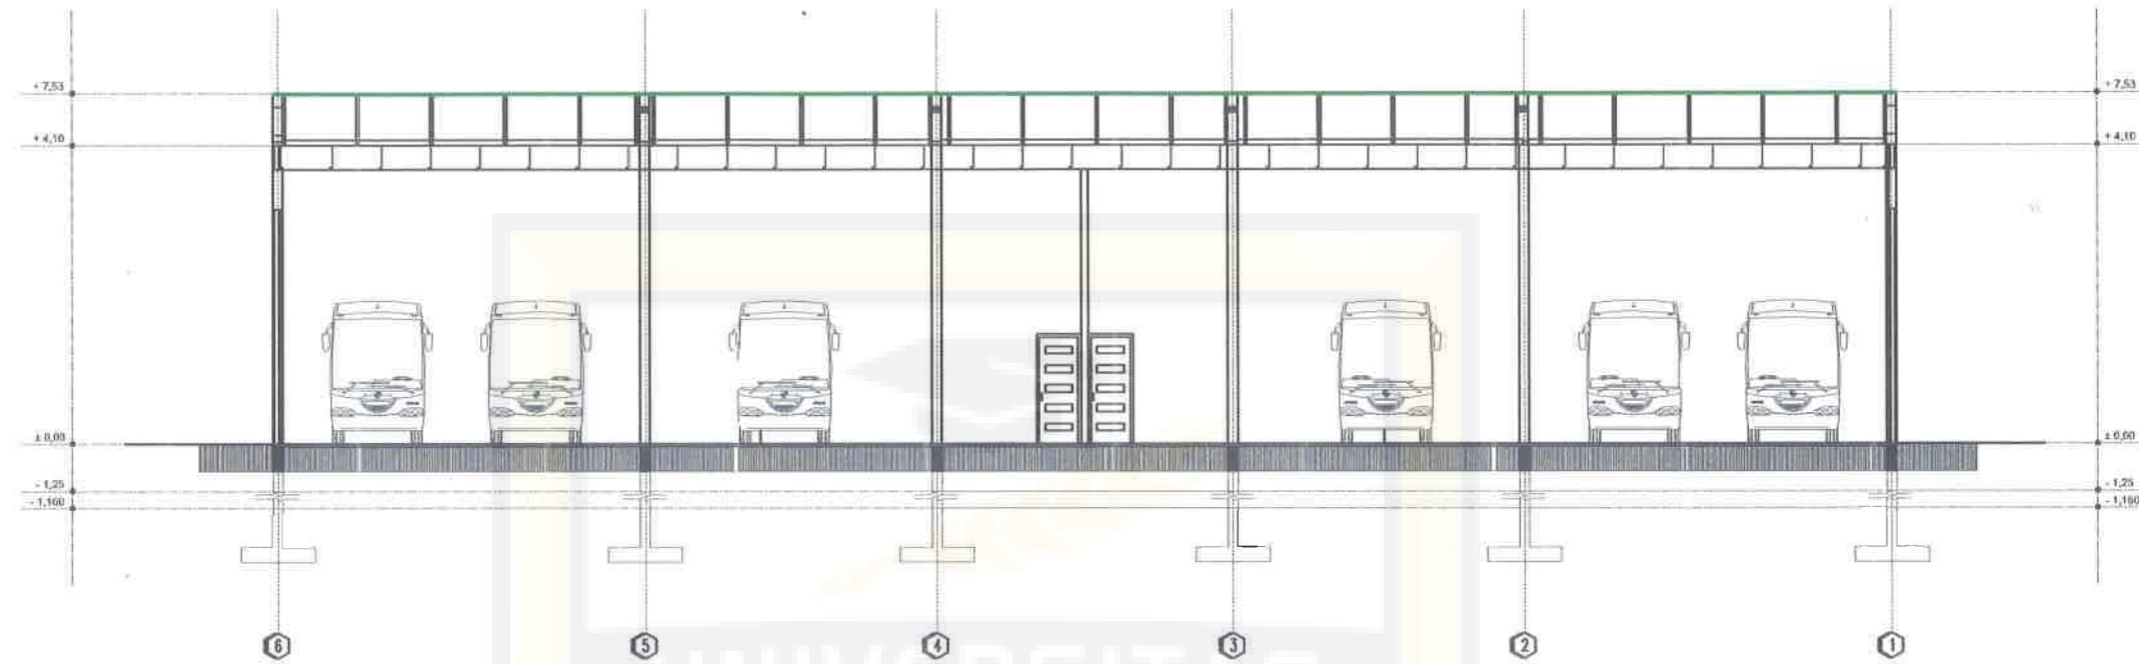 + 7,53 + 7,53
+ 4,10 + 4,10
± 0,00 ± 0,00
- 1,25 - 1,25
- 1,160 - 1,160
6 5 4 3 2 1
UNIVERSITAS